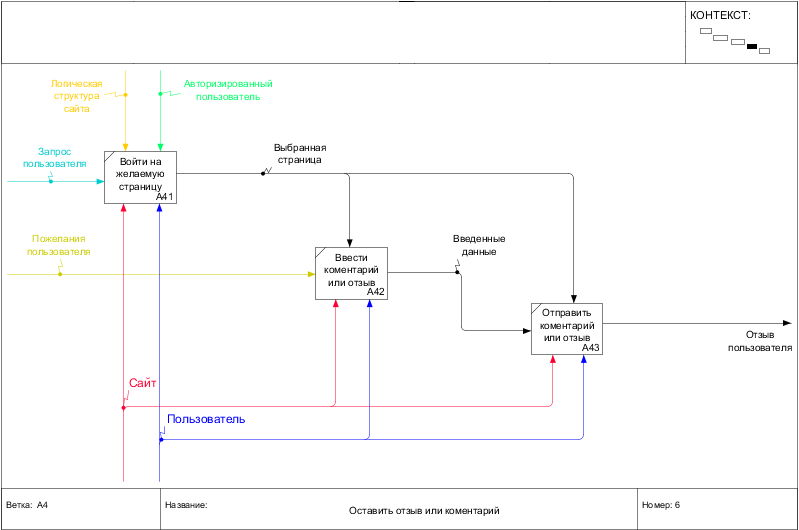 КОНТЕКСТ:
Логическая
структура
сайта
Авторизированный
пользователь
Запрос
пользователя
Войти на
желаемую
страницу
A41
Выбранная
страница
Пожелания
пользователя
Ввести
коментарий
или отзыв
A42
Введенные
данные
Отправить
коментарий
или отзыв
A43
Отзыв
пользователя
Сайт
Пользователь
Ветка: A4
Название:
Оставить отзыв или коментарий
Номер: 6